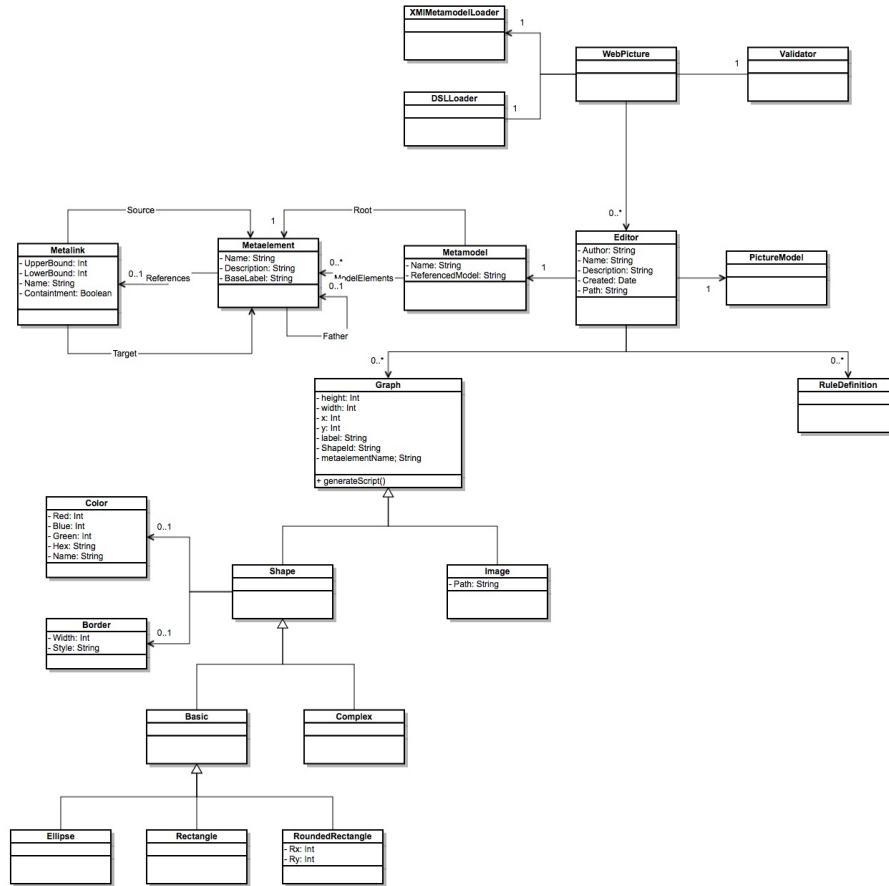 XMIMetamodelLoader
1
WebPicture
Validator
1
DSLLoader
1
0..*
Source
Root
1
Metalink
- UpperBound: Int
- LowerBound: Int
- Name: String
- Containtment: Boolean
0..1
References
Metaelement
- Name: String
- Description: String
- BaseLabel: String
0..*
ModelElements
0..1
Father
Metamodel
- Name: String
- ReferencedModel: String
1
Editor
- Author: String
- Name: String
- Description: String
- Created: Date
- Path: String
1
PictureModel
Target
0..*
0..*
Graph
- height: Int
- width: Int
- x: Int
- y: Int
- label: String
- ShapeId: String
- metaelementName; String
+ generateScript()
RuleDefinition
Color
- Red: Int
- Blue: Int
- Green: Int
- Hex: String
- Name: String
0..1
Shape
Image
- Path: String
Border
- Width: Int
- Style: String
0..1
Basic
Complex
Ellipse
Rectangle
RoundedRectangle
- Rx: Int
- Ry: Int